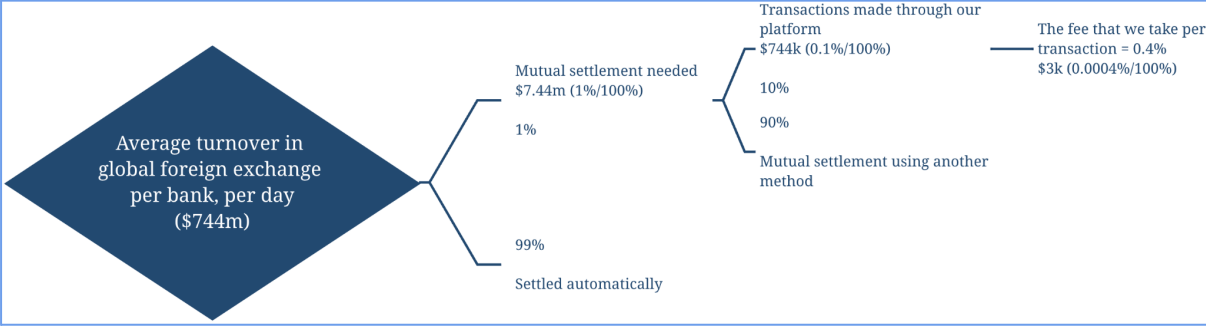 Average turnover in
global foreign exchange
per bank, per day
($744m)
Mutual settlement needed
$7.44m (1%/100%)
1%
99%
Settled automatically
Transactions made through our
platform
$744k (0.1%/100%)
10%
90%
Mutual settlement using another
method
The fee that we take per
transaction = 0.4%
$3k (0.0004%/100%)